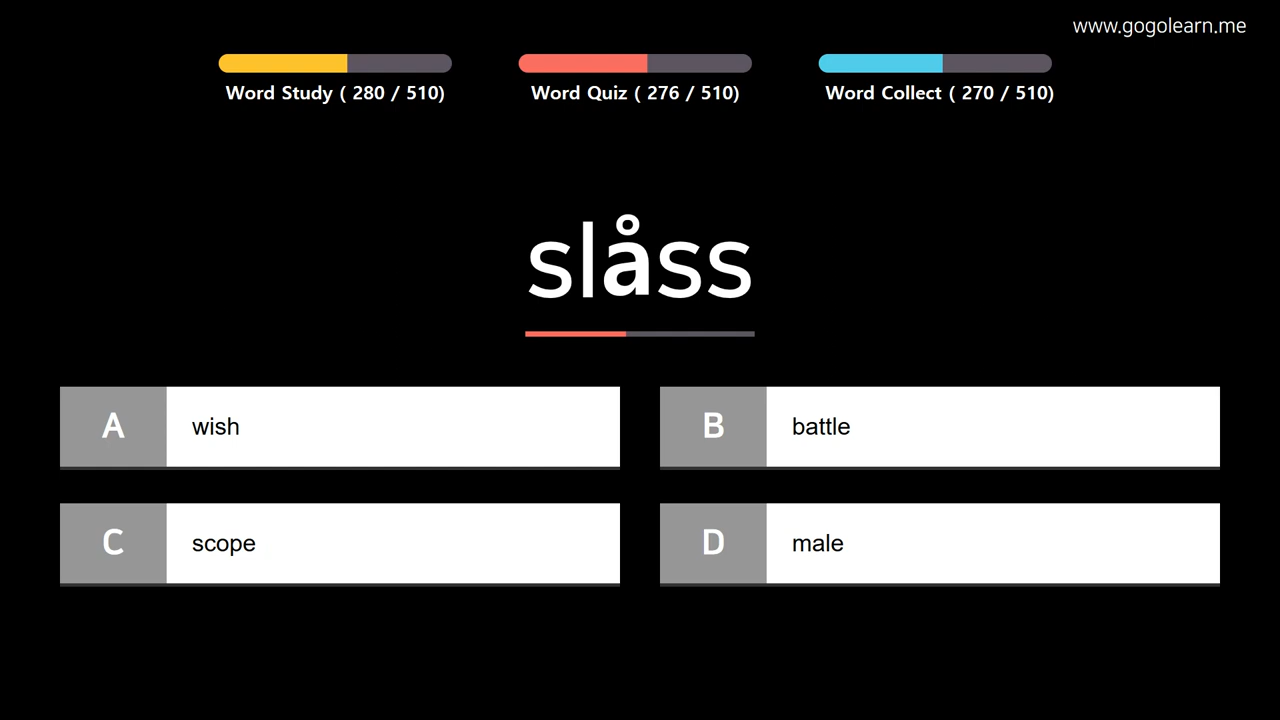 www.gogolearn.me
Word Study ( 280 / 510)
Word Quiz ( 276 / 510)
Word Collect ( 270 / 510)
slåss
A wish
B battle
C scope
D male